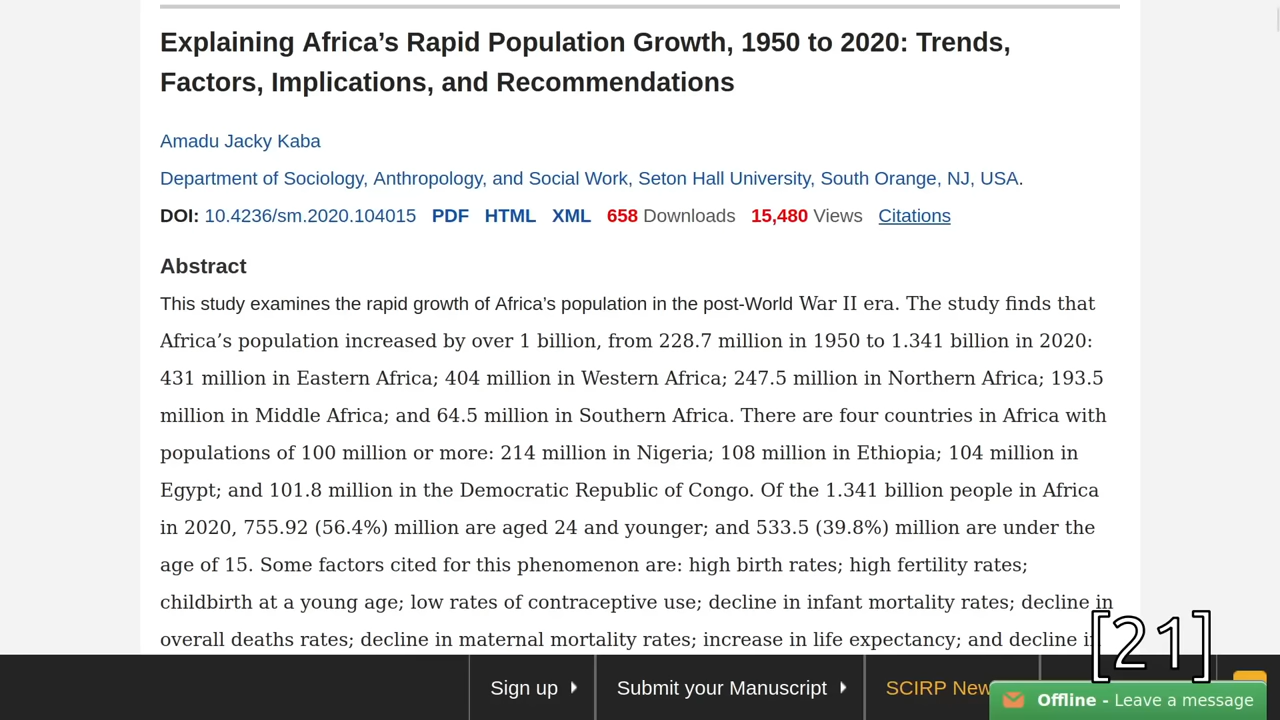 Explaining Africa’s Rapid Population Growth, 1950 to 2020: Trends,
Factors, Implications, and Recommendations
Amadu Jacky Kaba
Department of Sociology, Anthropology, and Social Work, Seton Hall University, South Orange, NJ, USA.
DOI: 10.4236/sm.2020.104015 PDF HTML XML 658 Downloads 15,480 Views Citations
Abstract
This study examines the rapid growth of Africa’s population in the post-World War II era. The study finds that
Africa’s population increased by over 1 billion, from 228.7 million in 1950 to 1.341 billion in 2020:
431 million in Eastern Africa; 404 million in Western Africa; 247.5 million in Northern Africa; 193.5
million in Middle Africa; and 64.5 million in Southern Africa. There are four countries in Africa with
populations of 100 million or more: 214 million in Nigeria; 108 million in Ethiopia; 104 million in
Egypt; and 101.8 million in the Democratic Republic of Congo. Of the 1.341 billion people in Africa
in 2020, 755.92 (56.4%) million are aged 24 and younger; and 533.5 (39.8%) million are under the
age of 15. Some factors cited for this phenomenon are: high birth rates; high fertility rates;
childbirth at a young age; low rates of contraceptive use; decline in infant mortality rates; decline in
overall deaths rates; decline in maternal mortality rates; increase in life expectancy; and decline in
[21]
Sign up Submit your Manuscript SCIRP New
Offline - Leave a message